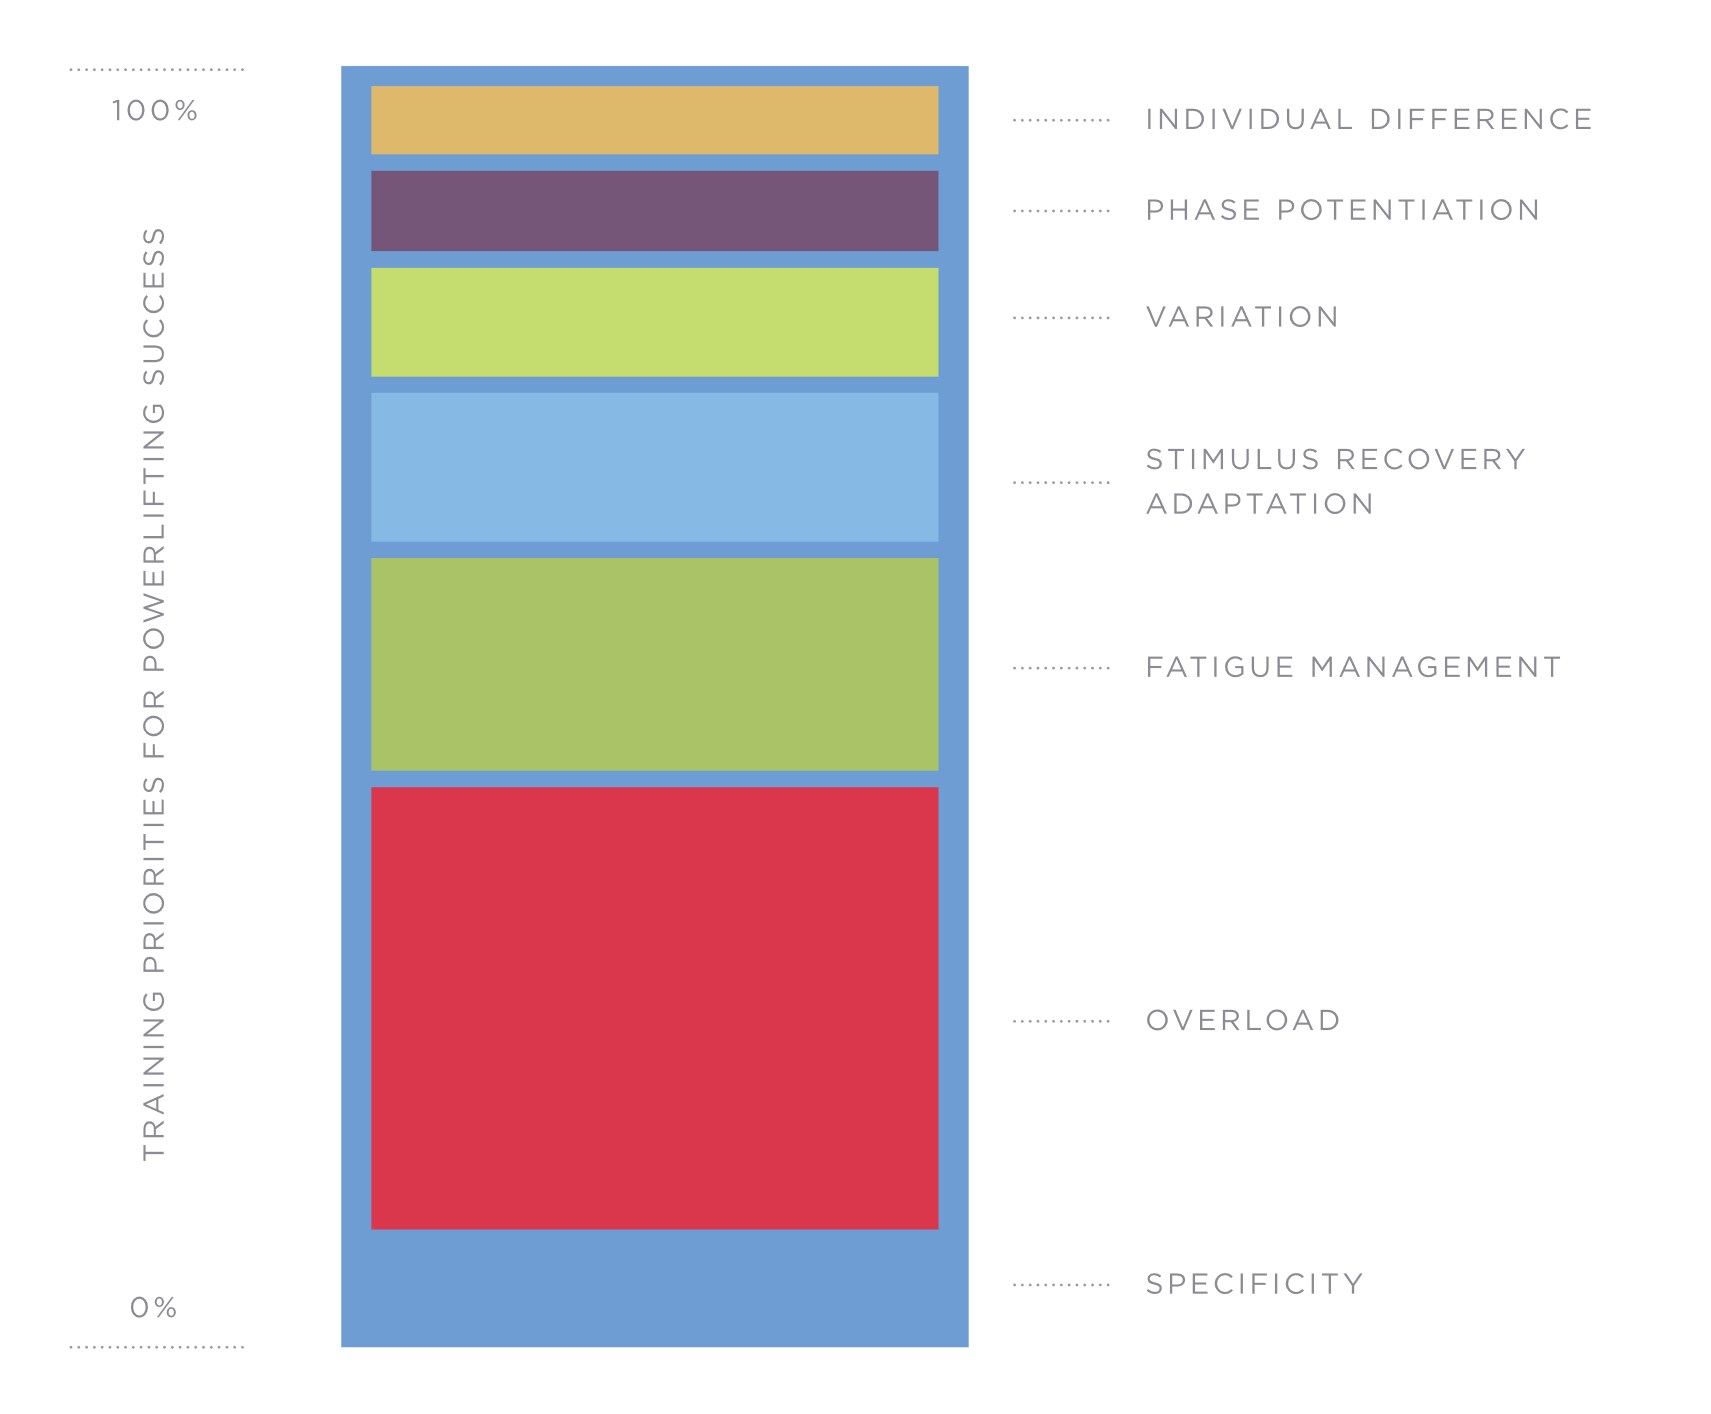 100%
TRAINING PRIORITIES FOR POWERLIFTING SUCCESS
0%
INDIVIDUAL DIFFERENCE
PHASE POTENTIATION
VARIATION
STIMULUS RECOVERY
ADAPTATION
FATIGUE MANAGEMENT
OVERLOAD
SPECIFICITY